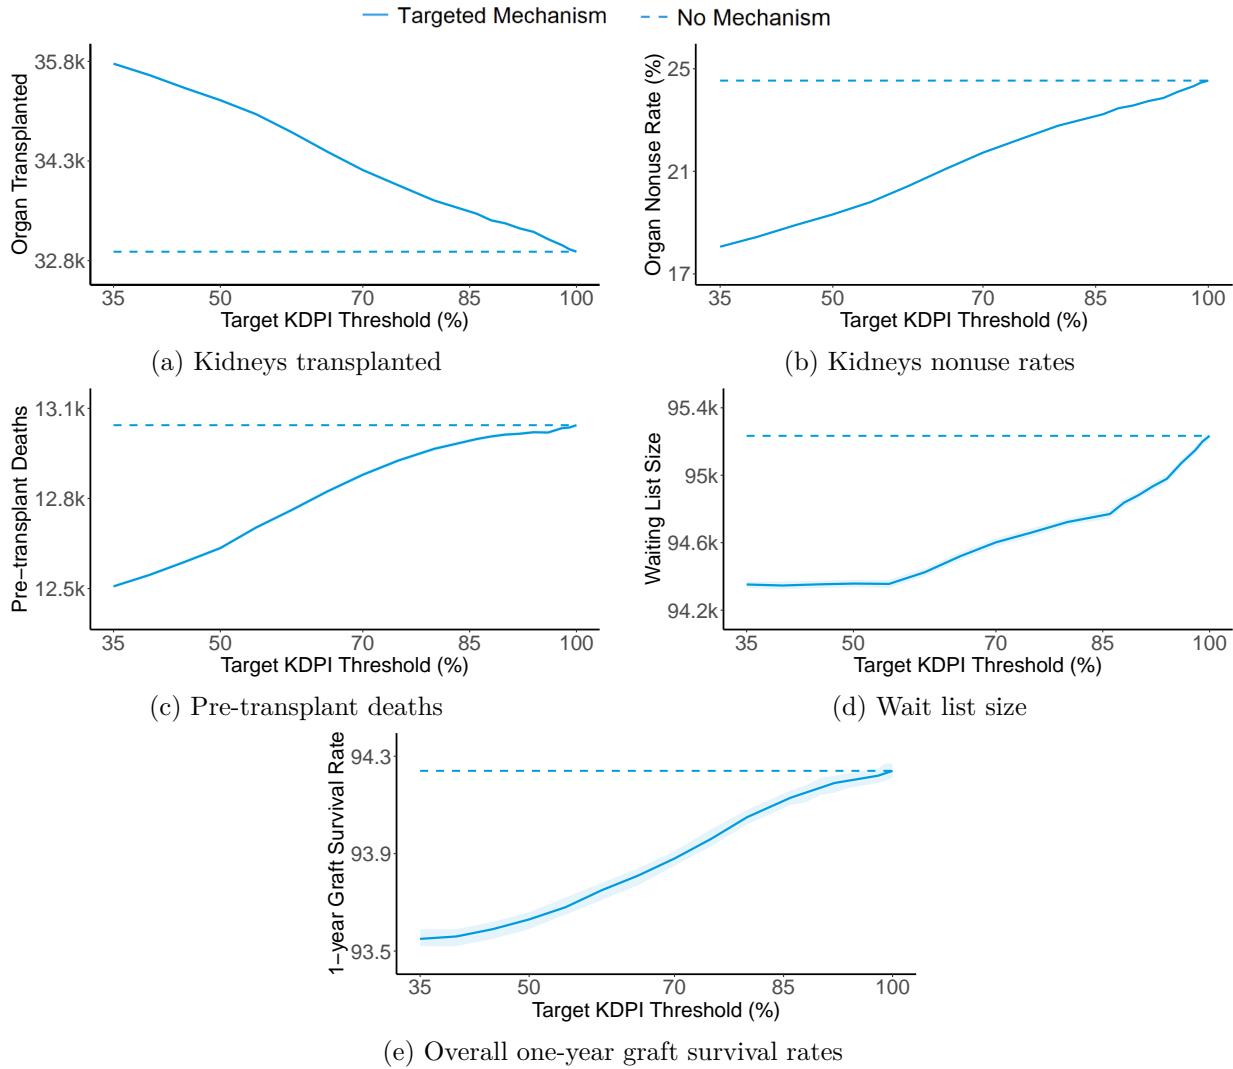 Targeted Mechanism No Mechanism
Organ Transplanted
35.8k
34.3k
32.8k
35 50 70 85 100
Target KDPI Threshold (%)
(a) Kidneys transplanted
Organ Nonuse Rate (%)
25
21
17
35 50 70 85 100
Target KDPI Threshold (%)
(b) Kidneys nonuse rates
Pre−transplant Deaths
13.1k
12.8k
12.5k
35 50 70 85 100
Target KDPI Threshold (%)
(c) Pre-transplant deaths
Waiting List Size
95.4k
95k
94.6k
94.2k
35 50 70 85 100
Target KDPI Threshold (%)
(d) Wait list size
1−year Graft Survival Rate
94.3
93.9
93.5
35 50 70 85 100
Target KDPI Threshold (%)
(e) Overall one-year graft survival rates